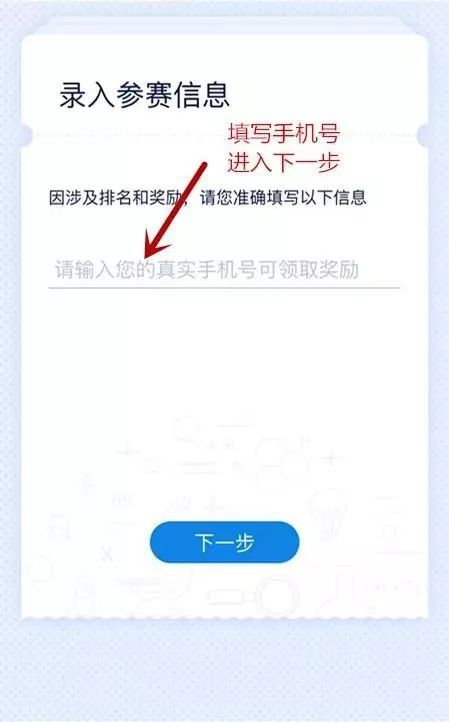 录入参赛信息
填写手机号
进入下一步
因涉及排名和奖励，请您准确填写以下信息
请输入您的真实手机号可领取奖励
下一步